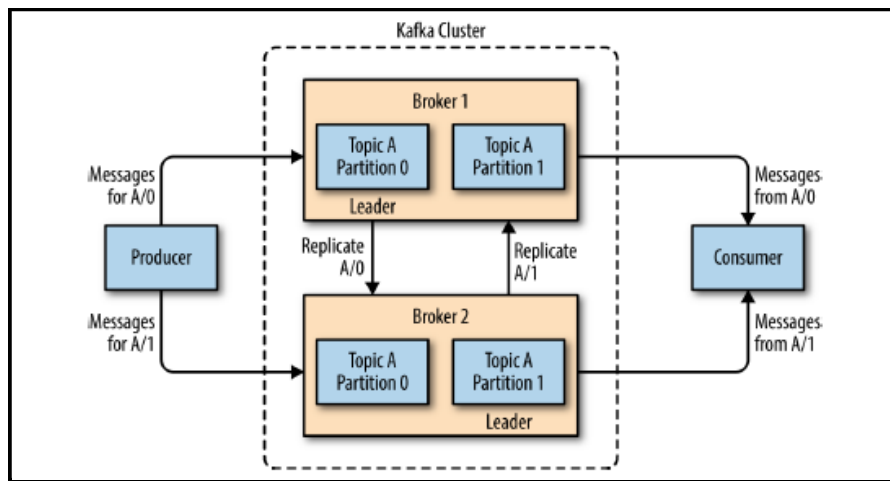 Kafka Cluster
Broker 1
Topic A
Partition 0
Topic A
Partition 1
Leader
Messages
for A/0
Producer
Messages
for A/1
Replicate
A/0
Replicate
A/1
Messages
from A/0
Consumer
Messages
from A/1
Broker 2
Topic A
Partition 0
Topic A
Partition 1
Leader